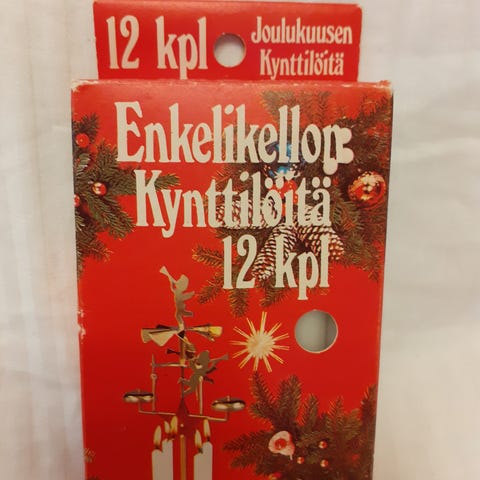 12 kpl
Joulukuusen
Kynttilöitä
Enkelikellon
Kynttilöitä
12 kpl